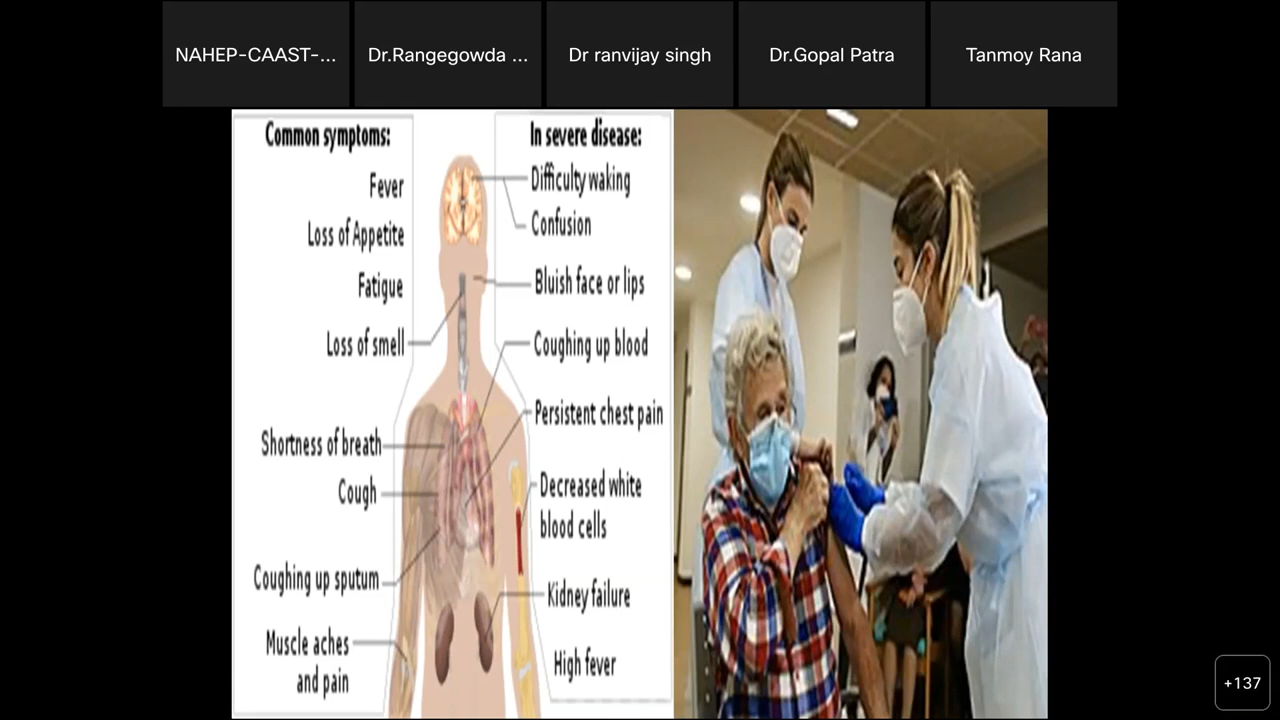 NAHEP-CAAST-...
Dr.Rangegowda ...
Dr ranvijay singh
Dr.Gopal Patra
Tanmoy Rana
Common symptoms:
Fever
Loss of Appetite
Fatigue
Loss of smell
Shortness of breath
Cough
Coughing up sputum
Muscle aches
and pain
In severe disease:
Difficulty waking
Confusion
Bluish face or lips
Coughing up blood
Persistent chest pain
Decreased white
blood cells
Kidney failure
High fever
+137